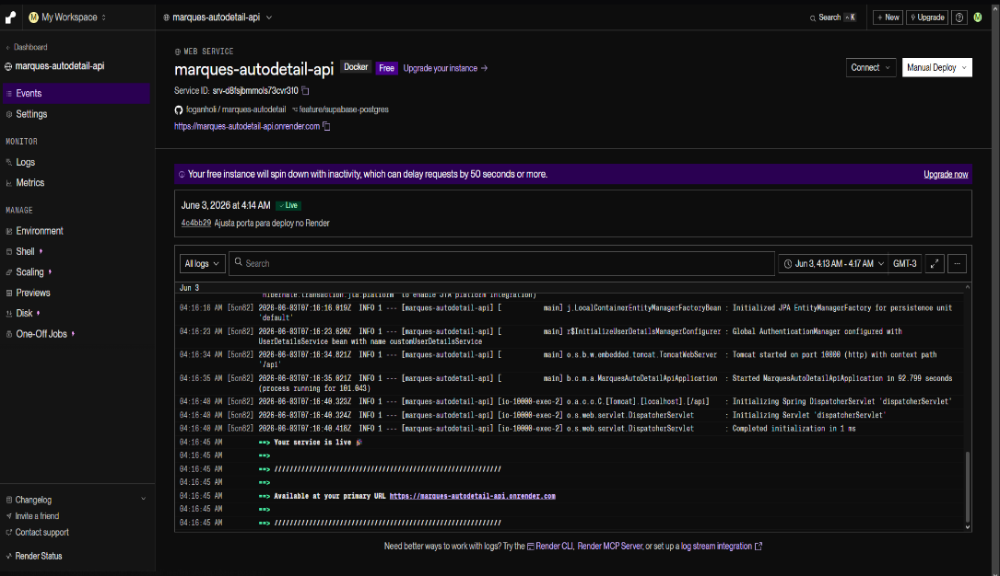 My Workspace
marques-autodetail-api
Search ^ K
+ New
Upgrade
M
← Dashboard
marques-autodetail-api
Events
Settings
MONITOR
Logs
Metrics
MANAGE
Environment
Shell
Scaling
Previews
Disk
One-Off Jobs
Changelog
Invite a friend
Contact support
Render Status
WEB SERVICE
marques-autodetail-api Docker Free Upgrade your instance →
Connect
Manual Deploy
Service ID: srv-d8fsjbmrnols73cvr310
foganholi / marques-autodetail feature/supabase-postgres
https://marques-autodetail-api.onrender.com
Your free instance will spin down with inactivity, which can delay requests by 50 seconds or more.
Upgrade now
June 3, 2026 at 4:14 AM ✓ Live
4c4bb29 Ajusta porta para deploy no Render
All logs
Search
Jun 3, 4:13 AM - 4:17 AM
GMT-3
...
Jun 3
'hibernate.transaction.jta.platform' to enable JTA platform integration)
04:16:16 AM [5cn82] 2026-06-03T07:16:16.019Z INFO 1 --- [marques-autodetail-api] [ main] j.LocalContainerEntityManagerFactoryBean : Initialized JPA EntityManagerFactory for persistence unit
'default'
04:16:23 AM [5cn82] 2026-06-03T07:16:23.620Z INFO 1 --- [marques-autodetail-api] [ main] r$InitializeUserDetailsManagerConfigurer : Global AuthenticationManager configured with
UserDetailsService bean with name customUserDetailsService
04:16:34 AM [5cn82] 2026-06-03T07:16:34.821Z INFO 1 --- [marques-autodetail-api] [ main] o.s.b.w.embedded.tomcat.TomcatWebServer : Tomcat started on port 10000 (http) with context path
'/api'
04:16:35 AM [5cn82] 2026-06-03T07:16:35.021Z INFO 1 --- [marques-autodetail-api] [ main] b.c.m.a.MarquesAutoDetailApiApplication : Started MarquesAutoDetailApiApplication in 92.799 seconds
(process running for 101.043)
04:16:40 AM [5cn82] 2026-06-03T07:16:40.323Z INFO 1 --- [marques-autodetail-api] [io-10000-exec-2] o.a.c.c.C.[Tomcat].[localhost].[/api] : Initializing Spring DispatcherServlet 'dispatcherServlet'
04:16:40 AM [5cn82] 2026-06-03T07:16:40.324Z INFO 1 --- [marques-autodetail-api] [io-10000-exec-2] o.s.web.servlet.DispatcherServlet : Initializing Servlet 'dispatcherServlet'
04:16:40 AM [5cn82] 2026-06-03T07:16:40.418Z INFO 1 --- [marques-autodetail-api] [io-10000-exec-2] o.s.web.servlet.DispatcherServlet : Completed initialization in 1 ms
04:16:45 AM ==> Your service is live 🎉
04:16:45 AM ==>
04:16:45 AM ==> ///////////////////////////////////////////////////////////
04:16:45 AM ==>
04:16:45 AM ==> Available at your primary URL https://marques-autodetail-api.onrender.com
04:16:45 AM ==>
04:16:45 AM ==> ///////////////////////////////////////////////////////////
Need better ways to work with logs? Try the Render CLI, Render MCP Server, or set up a log stream integration